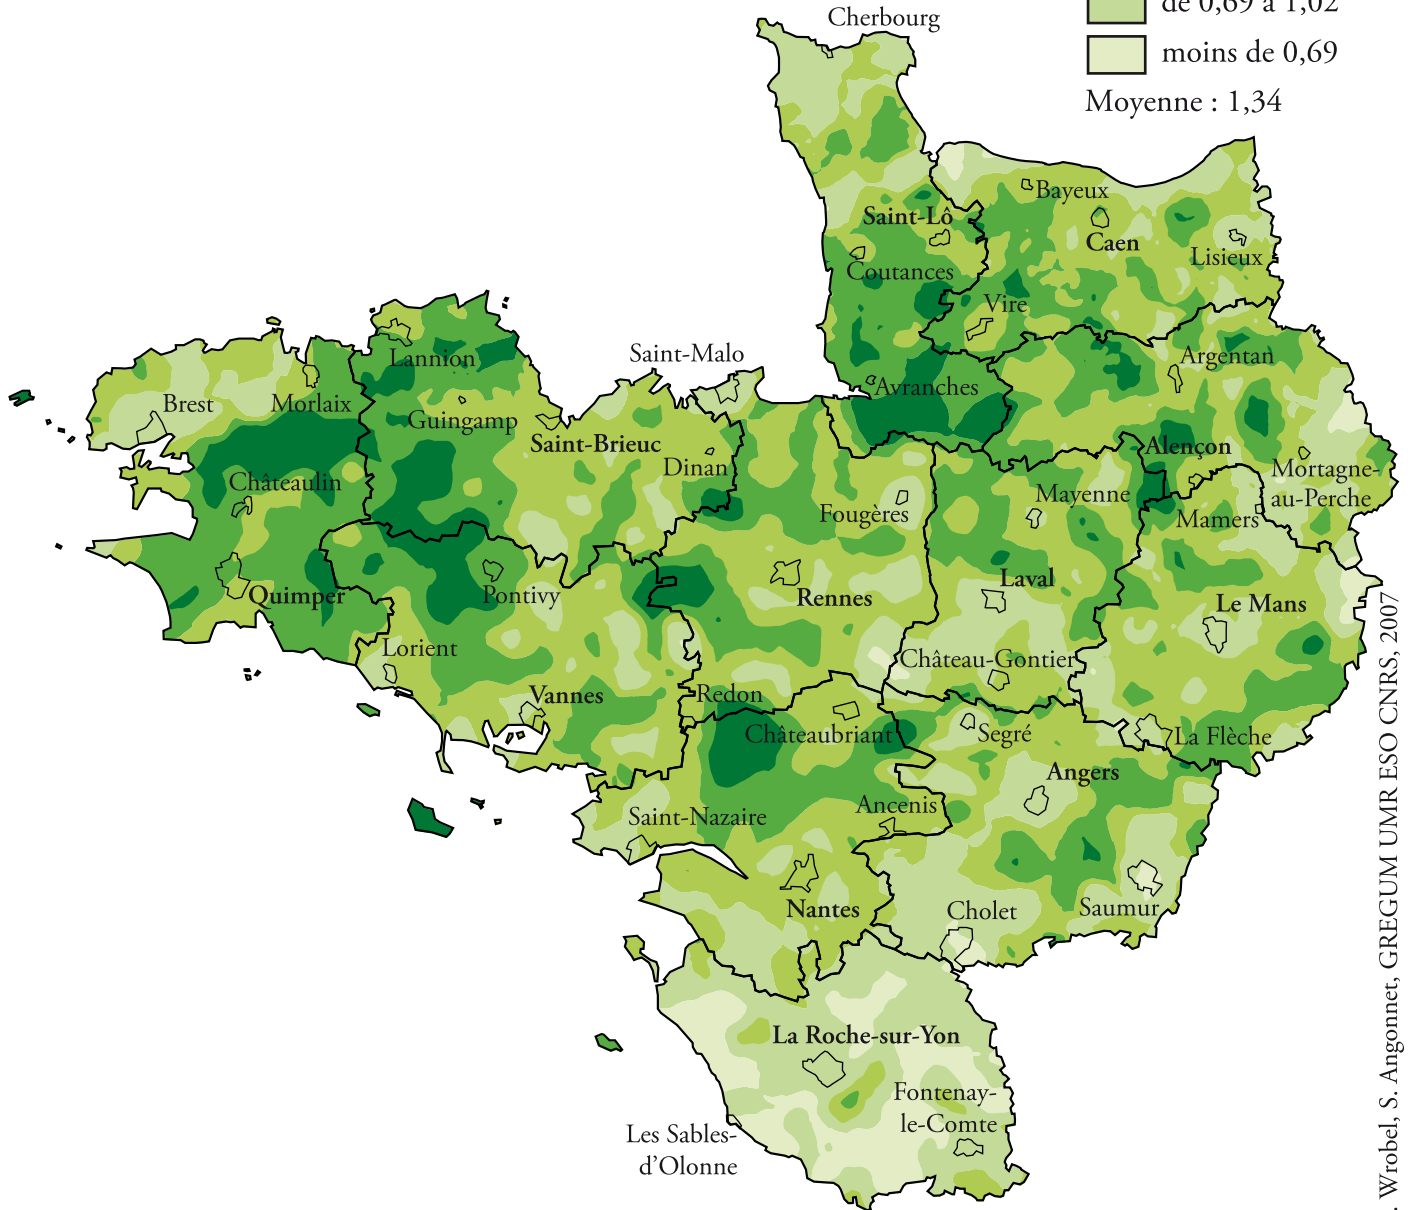 de 0,69 à 1,02
moins de 0,69
Moyenne : 1,34
Cherbourg
Bayeux
Saint-Lô
Caen
Lisieux
Coutances
Vire
Lannion
Saint-Malo
Argentan
Avranches
Brest
Morlaix
Guingamp
Saint-Brieuc
Dinan
Alençon
Mortagne-
au-Perche
Châteaulin
Fougères
Mayenne
Mamers
Quimper
Pontivy
Rennes
Laval
Le Mans
Lorient
Château-Gontier
Vannes
Redon
Châteaubriant
Segré
La Flèche
Angers
Saint-Nazaire
Ancenis
Nantes
Cholet
Saumur
La Roche-sur-Yon
Fontenay-
le-Comte
Les Sables-
d’Olonne
. Wrobel, S. Angonnet, GREGUM UMR ESO CNRS, 2007